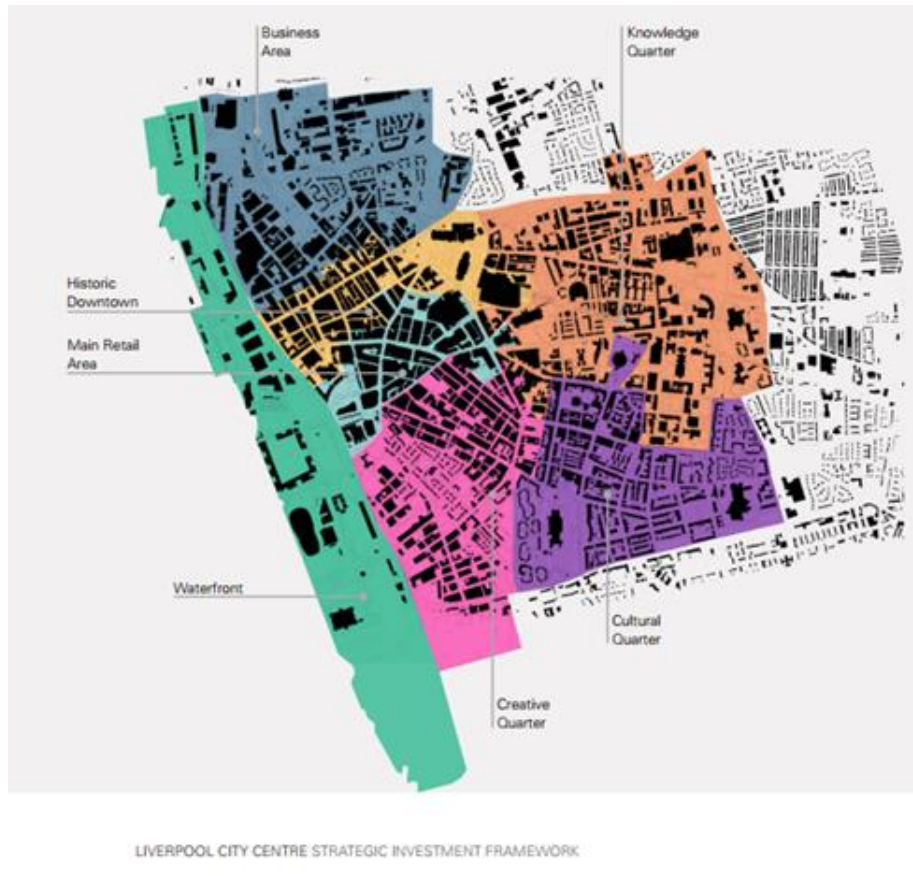 Business
Area
Knowledge
Quarter
Historic
Downtown
Main Retail
Area
Waterfront
Cultural
Quarter
Creative
Quarter
LIVERPOOL CITY CENTRE STRATEGIC INVESTMENT FRAMEWORK